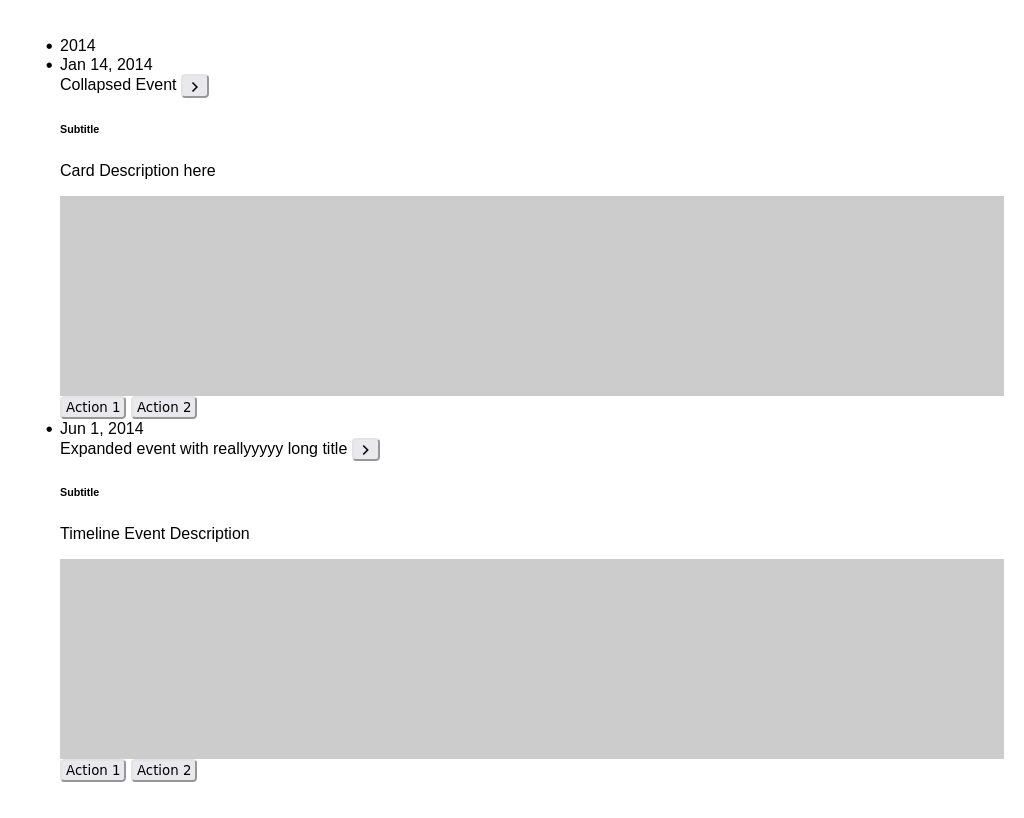 2014
Jan 14, 2014
Collapsed Event
Subtitle
Card Description here
Action 1 Action 2
Jun 1, 2014
Expanded event with reallyyyyy long title
Subtitle
Timeline Event Description
Action 1 Action 2